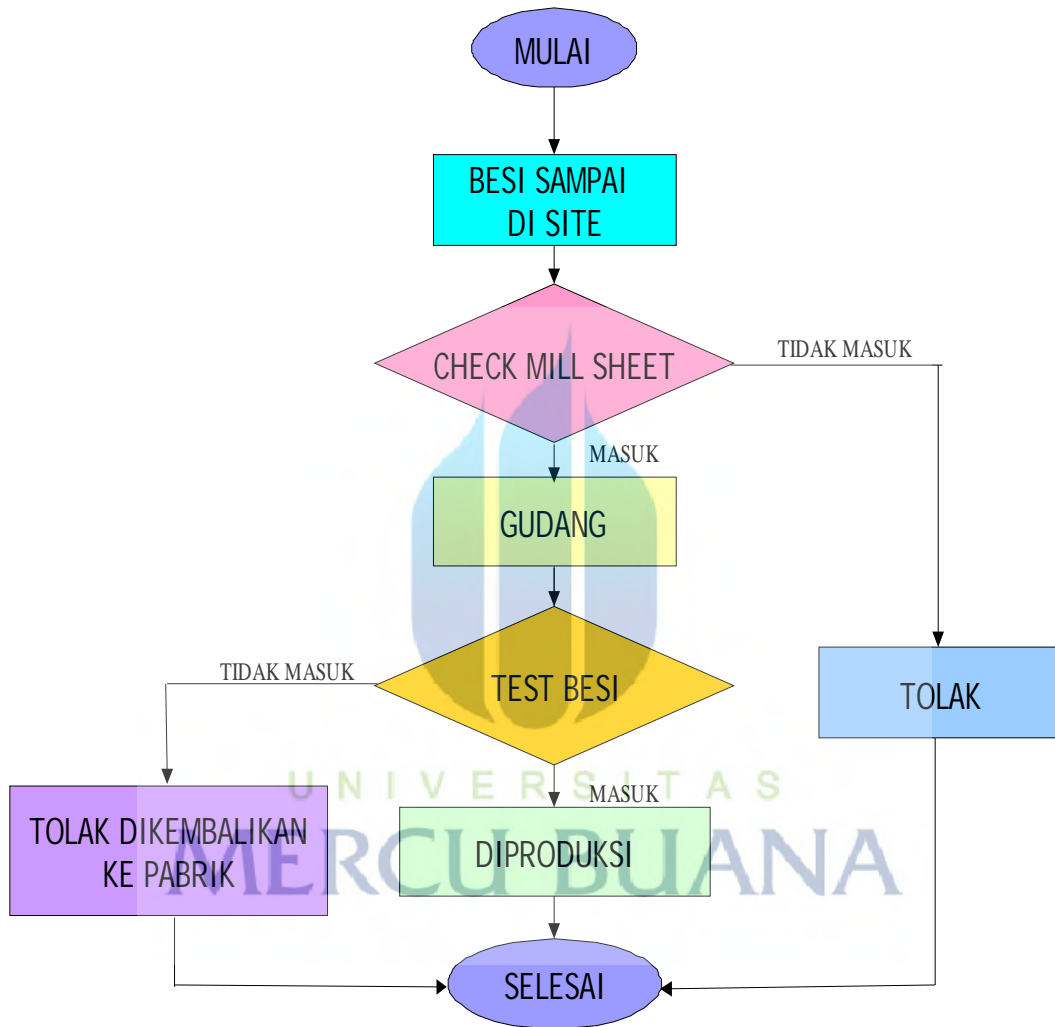 MULAI
BESI SAMPAI
DI SITE
CHECK MILL SHEET
TIDAK MASUK
MASUK
GUDANG
TIDAK MASUK
TEST BESI
TOLAK
UNIVERSITAS
MASUK
TOLAK DIKEMBALIKAN
KE PABRIK
DIPRODUKSI
MERCU BUANA
SELESAI